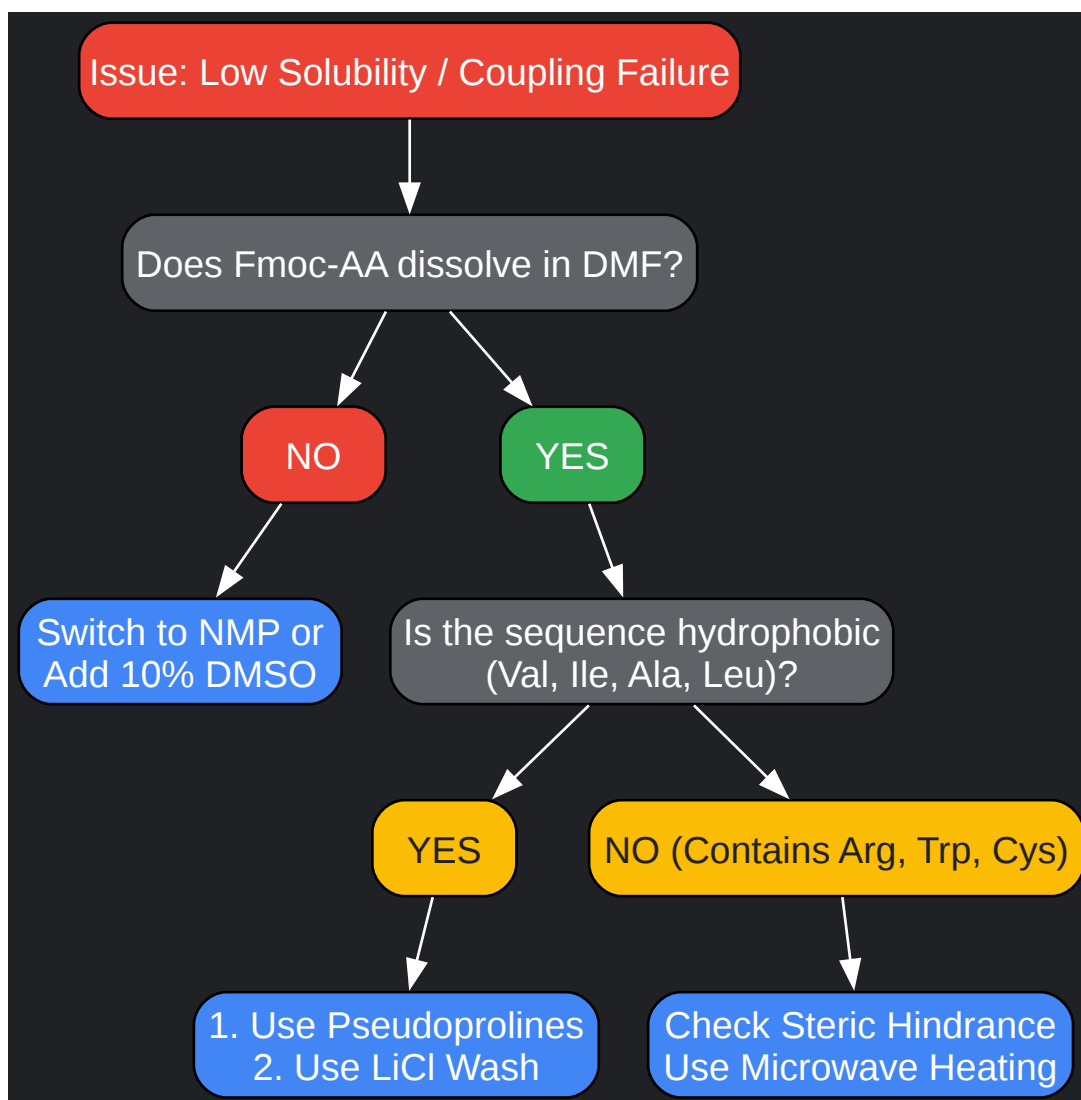 Issue: Low Solubility / Coupling Failure
Does Fmoc-AA dissolve in DMF?
NO
YES
Switch to NMP or
Add 10% DMSO
Is the sequence hydrophobic
(Val, Ile, Ala, Leu)?
YES
NO (Contains Arg, Trp, Cys)
1. Use Pseudoprolines
2. Use LiCl Wash
Check Steric Hindrance
Use Microwave Heating